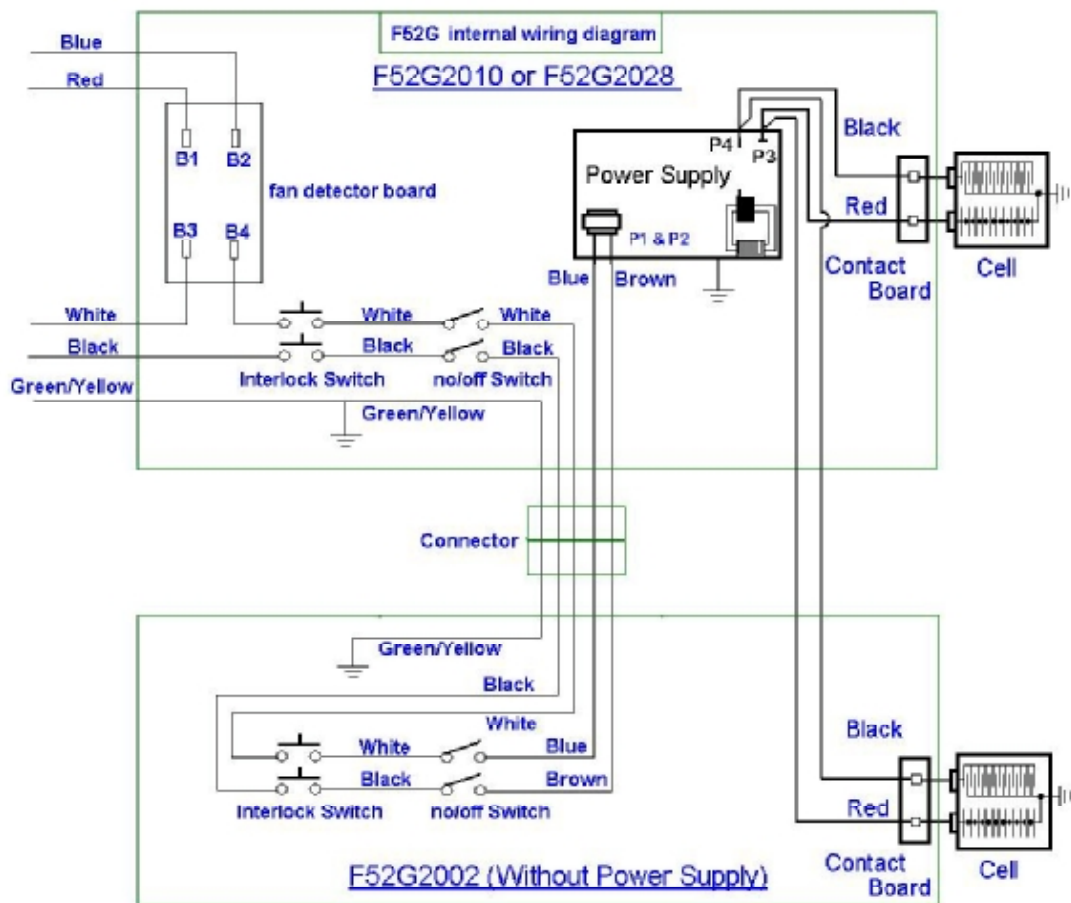 F52G internal wiring diagram
F52G2010 or F52G2028
Blue
Red
B1 B2
fan detector board
B3 B4
P4
P3
Power Supply
P1 & P2
Blue Brown
Black
Red
Contact
Board
Cell
White
White
White
Black
Black
Black
Interlock Switch
no/off Switch
Green/Yellow
Green/Yellow
Connector
Green/Yellow
Black
White
White
Blue
Black
Brown
Interlock Switch
no/off Switch
Black
Red
Contact
Board
Cell
F52G2002 (Without Power Supply)